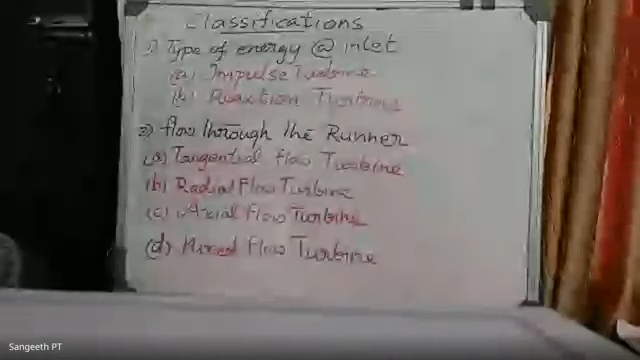 Classifications
1) Type of energy @ inlet
(a) Impulse Turbine
(b) Reaction Turbine
2) flow through the Runner
(a) Tangential flow Turbine
(b) Radial Flow Turbine
(c) Axial flow Turbine
(d) Mixed flow Turbine
Sangeeth PT